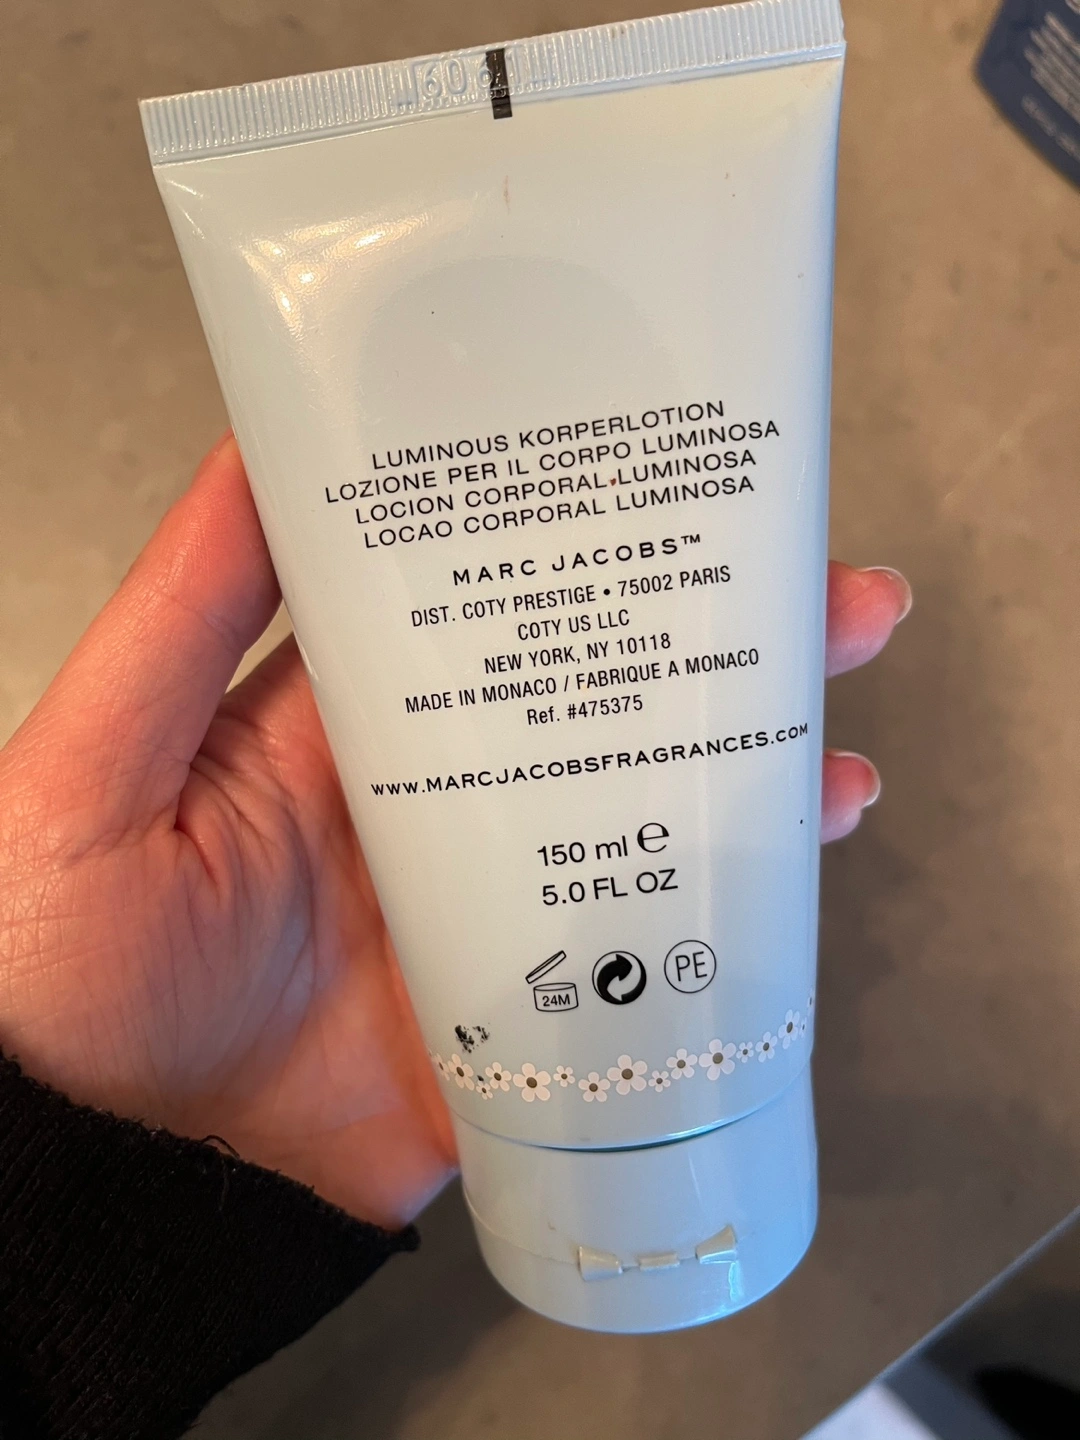 6061
LUMINOUS KORPERLOTION
LOZIONE PER IL CORPO LUMINOSA
LOCION CORPORAL LUMINOSA
LOCAO CORPORAL LUMINOSA
MARC JACOBS™
DIST. COTY PRESTIGE • 75002 PARIS
COTY US LLC
NEW YORK, NY 10118
MADE IN MONACO / FABRIQUE A MONACO
Ref. #475375
WWW.MARCJACOBSFRAGRANCES.COM
150 ml ℮
5.0 FL OZ
24M
PE